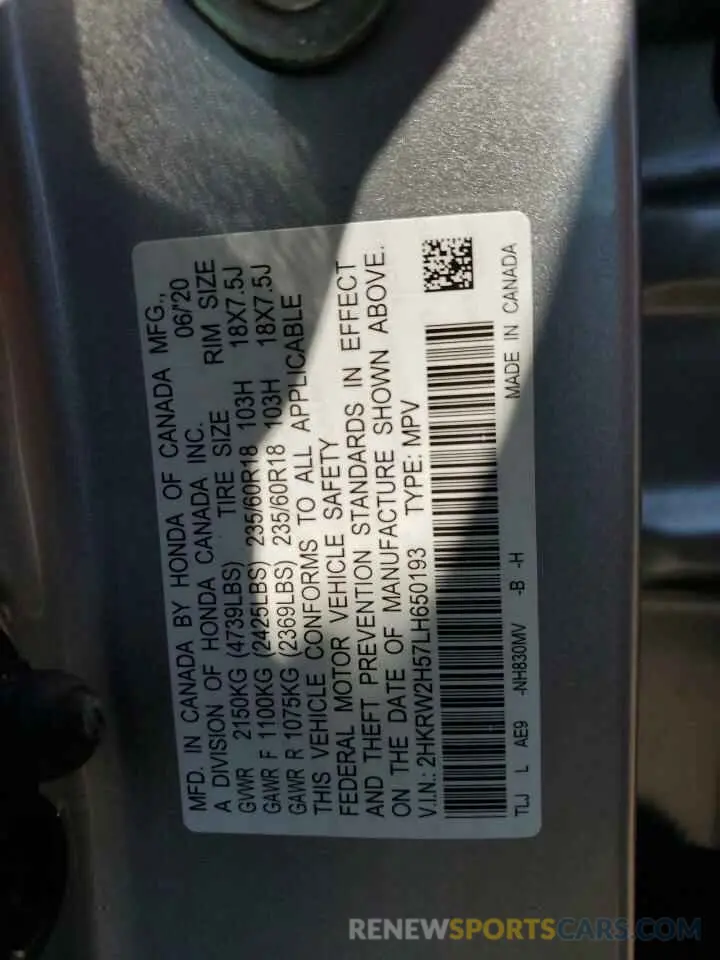 MFD. IN CANADA BY HONDA OF CANADA MFG.,
A DIVISION OF HONDA CANADA INC. 06/'20
GVWR 2150KG (4739LBS) TIRE SIZE RIM SIZE
GAWR F 1100KG (2425LBS) 235/60R18 103H 18X7.5J
GAWR R 1075KG (2369LBS) 235/60R18 103H 18X7.5J
THIS VEHICLE CONFORMS TO ALL APPLICABLE
FEDERAL MOTOR VEHICLE SAFETY
AND THEFT PREVENTION STANDARDS IN EFFECT
ON THE DATE OF MANUFACTURE SHOWN ABOVE.
V.I.N.: 2HKRW2H57LH650193 TYPE: MPV
TLJ L AE9 -NH830MV -B -H MADE IN CANADA
RENEWSPORTSCARS.COM